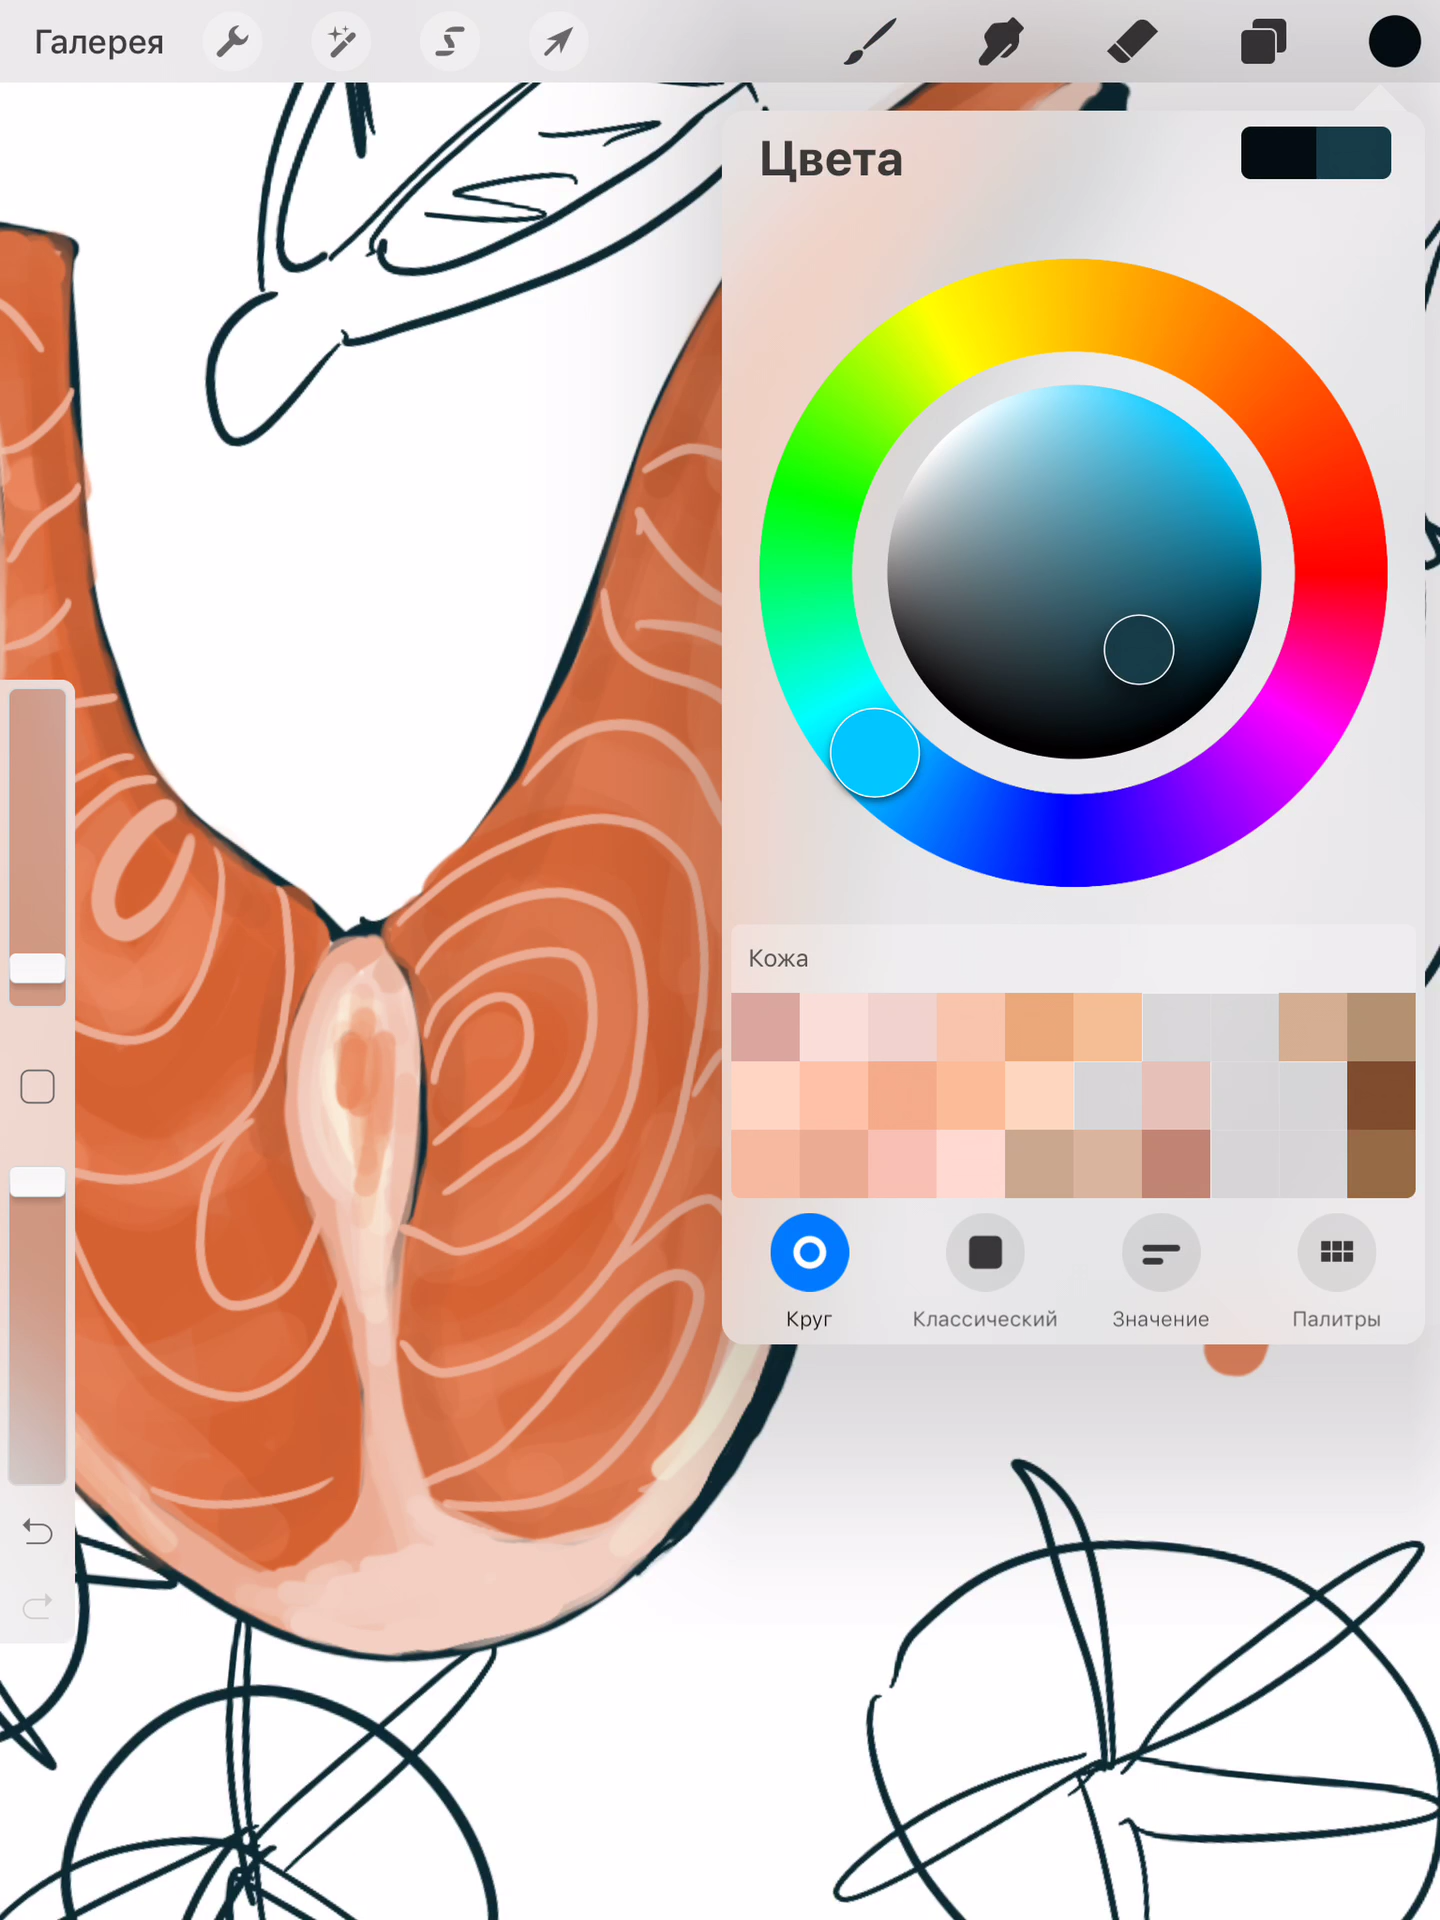 Галерея
Цвета
Кожа
Круг
Классический
Значение
Палитры